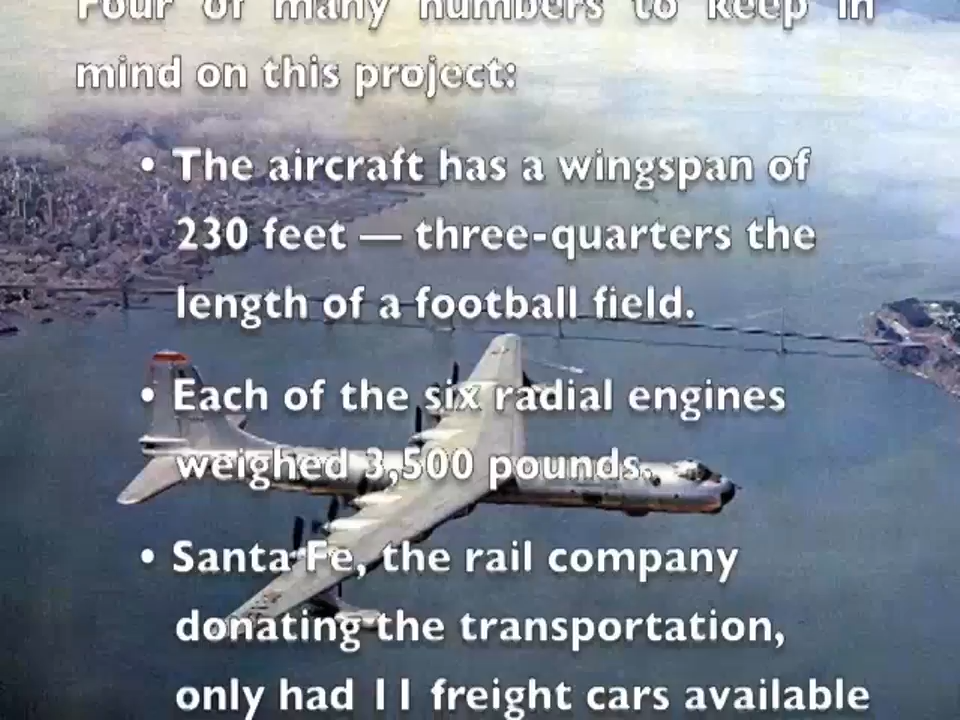 Four of many numbers to keep in
mind on this project:
• The aircraft has a wingspan of
230 feet — three-quarters the
length of a football field.
• Each of the six radial engines
weighed 3,500 pounds.
• Santa Fe, the rail company
donating the transportation,
only had 11 freight cars available